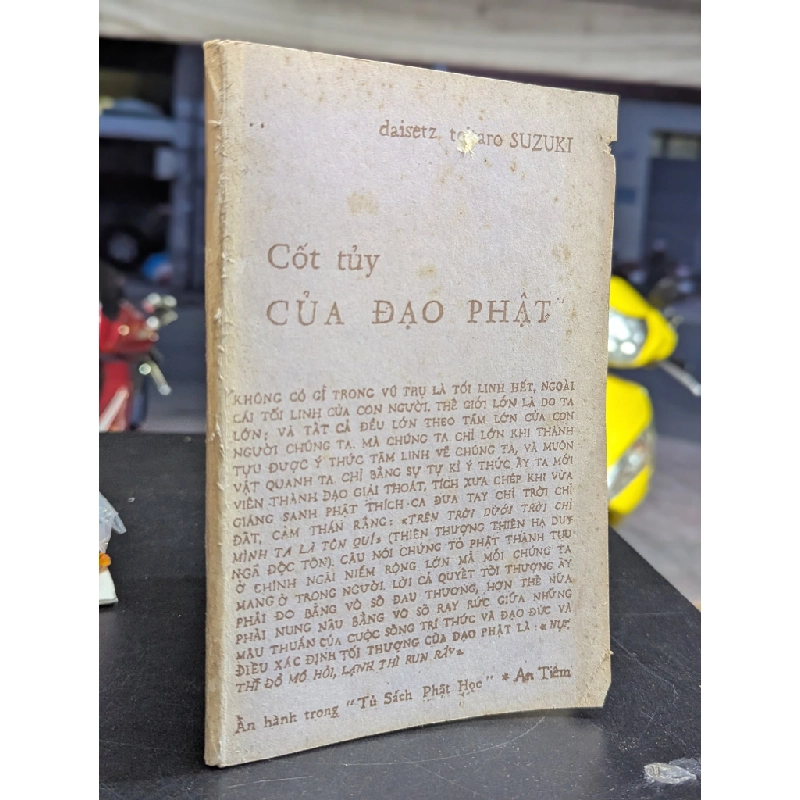 daisetz SUZUKI
Cốt tủy
CỦA ĐẠO PHẬT
KHÔNG CÓ GÌ TRONG VŨ TRỤ LÀ TỐI LINH HẾT, NGOÀI
CÁI TỐI LINH CỦA CON NGƯỜI. THẾ GIỚI LỚN LÀ DO TA
LỚN; VÀ TẤT CẢ ĐỀU LỚN THEO TẦM LỚN CỦA CON
NGƯỜI CHÚNG TA. MÀ CHÚNG TA CHỈ LỚN KHI THÀNH
TỰU ĐƯỢC Ý THỨC TÂM LINH VỀ CHÚNG TA, VÀ MUÔN
VẬT QUANH TA. CHỈ BẰNG SỰ TỰ KỈ Ý THỨC ẤY TA MỚI
VIÊN THÀNH ĐẠO GIẢI THOÁT, TÍCH XƯA CHÉP KHI VỪA
GIÁNG SANH PHẬT THÍCH-CA ĐƯA TAY CHỈ TRỜI CHỈ
ĐẤT, CẢM THÁN RẰNG: «TRÊN TRỜI DƯỚI TRỜI CHỈ
MÌNH TA LÀ TÔN QUÍ» (THIÊN THƯỢNG THIÊN HẠ DUY
NGÃ ĐỘC TÔN). CÂU NÓI CHỨNG TỎ PHẬT THÀNH TỰU
Ở CHÍNH NGÀI NIỀM RỘNG LỚN MÀ MỖI CHÚNG TA
MANG Ở TRONG NGƯỜI. LỜI CẢ QUYẾT TỐI THƯỢNG ẤY
PHẢI ĐO BẰNG VÔ SỐ ĐAU THƯƠNG, HƠN THẾ NỮA
PHẢI NUNG NẤU BẰNG VÔ SỐ RAY RỨC GIỮA NHỮNG
MÂU THUẪN CỦA CUỘC SỐNG TRÍ THỨC VÀ ĐẠO ĐỨC VÀ
ĐIỀU XÁC ĐỊNH TỐI THƯỢNG CỦA ĐẠO PHẬT LÀ: « NỰC
THÌ ĐỔ MỒ HÔI, LẠNH THÌ RUN RẨY».
Ấn hành trong "Tủ Sách Phật Học" * An Tiêm